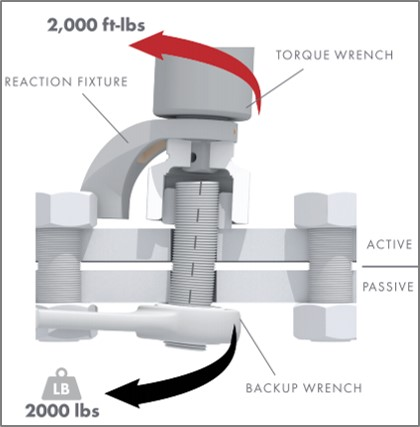 2,000 ft-lbs
TORQUE WRENCH
REACTION FIXTURE
ACTIVE
PASSIVE
BACKUP WRENCH
LB
2000 lbs